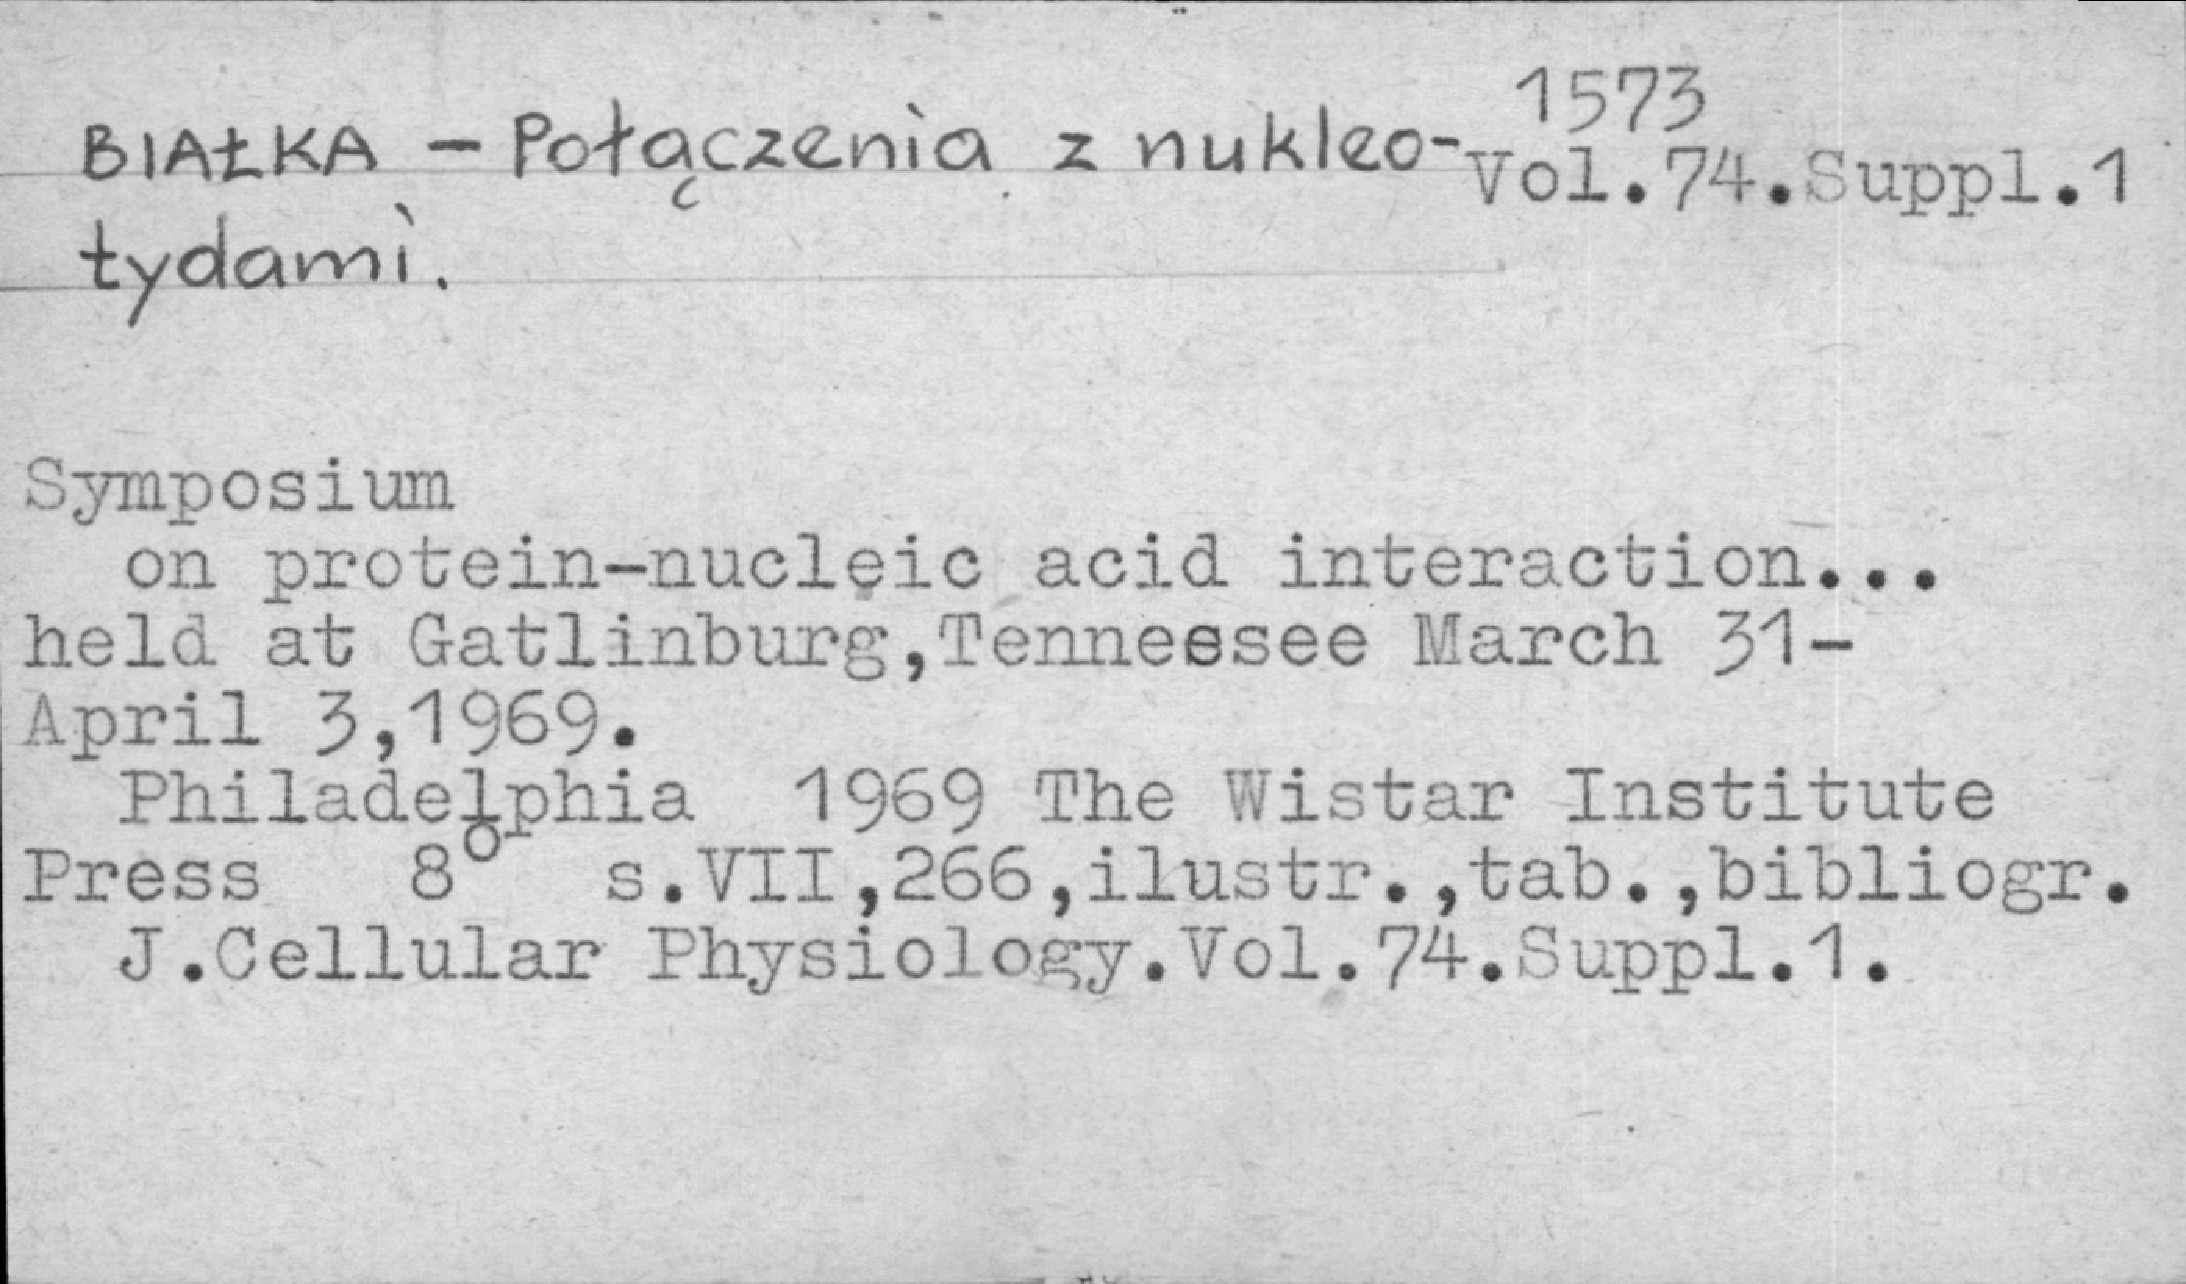 1573
BIAŁKA - Połączenia z nukleo-
Vol.74.Suppl.1
tydami.
Symposium
on protein-nucleic acid interaction...
held at Gatlinburg,Tennessee March 31-
April 3,1969.
Philadelphia 1969 The Wistar Institute
Press 8° s.VII,266,ilustr.,tab.,bibliogr.
J.Cellular Physiology.Vol.74.Suppl.1.